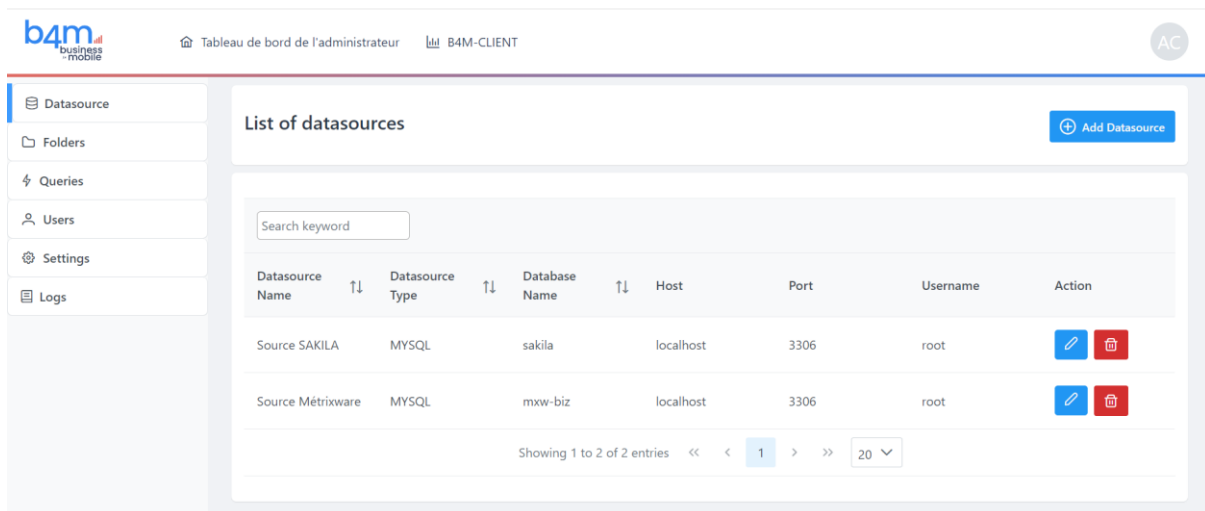 b4m
business
- mobile
Tableau de bord de l'administrateur
B4M-CLIENT
AC
Datasource
Folders
Queries
Users
Settings
Logs
List of datasources
Add Datasource
Search keyword
Datasource Name Datasource Type Database Name Host Port Username Action
Source SAKILA MYSQL sakila localhost 3306 root
Source Métrixware MYSQL mxw-biz localhost 3306 root
Showing 1 to 2 of 2 entries << < 1 > >> 20